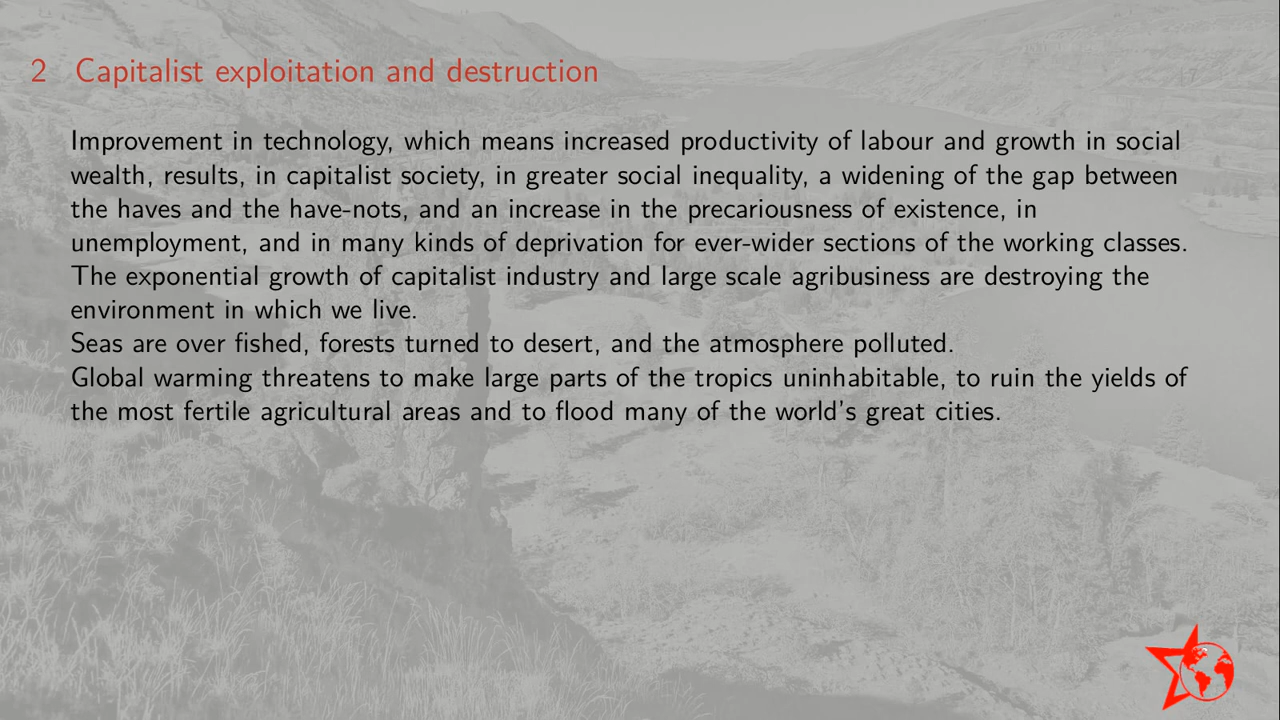 2 Capitalist exploitation and destruction
17
Improvement in technology, which means increased productivity of labour and growth in social
wealth, results, in capitalist society, in greater social inequality, a widening of the gap between
the haves and the have-nots, and an increase in the precariousness of existence, in
unemployment, and in many kinds of deprivation for ever-wider sections of the working classes.
The exponential growth of capitalist industry and large scale agribusiness are destroying the
environment in which we live.
Seas are over fished, forests turned to desert, and the atmosphere polluted.
Global warming threatens to make large parts of the tropics uninhabitable, to ruin the yields of
the most fertile agricultural areas and to flood many of the world's great cities.